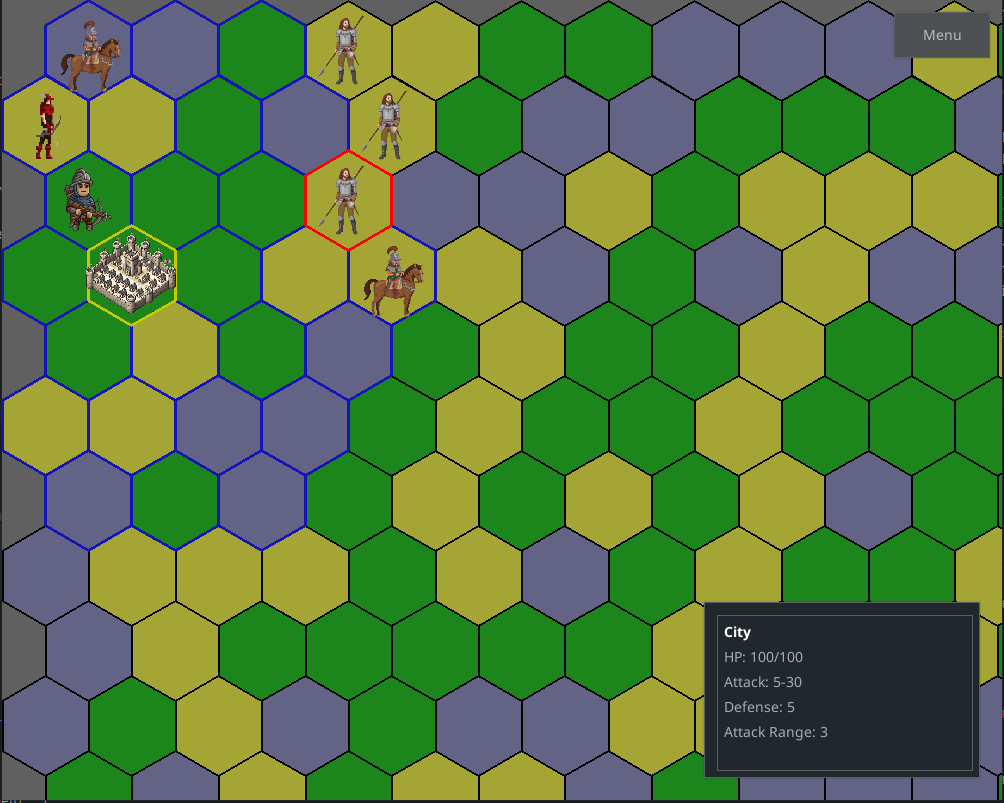 Menu
City
HP: 100/100
Attack: 5-30
Defense: 5
Attack Range: 3